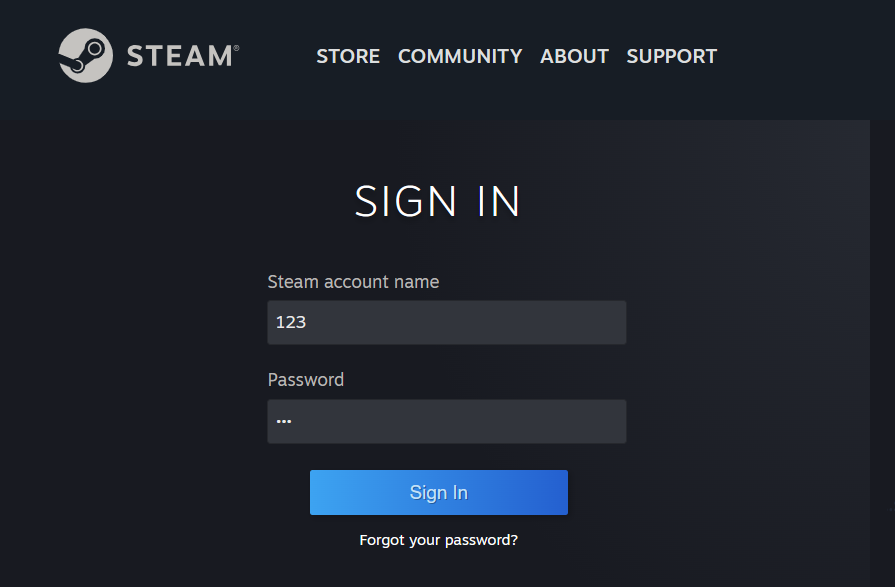 STEAM®
STORE COMMUNITY ABOUT SUPPORT
SIGN IN
Steam account name
123
Password
•••
Sign In
Forgot your password?